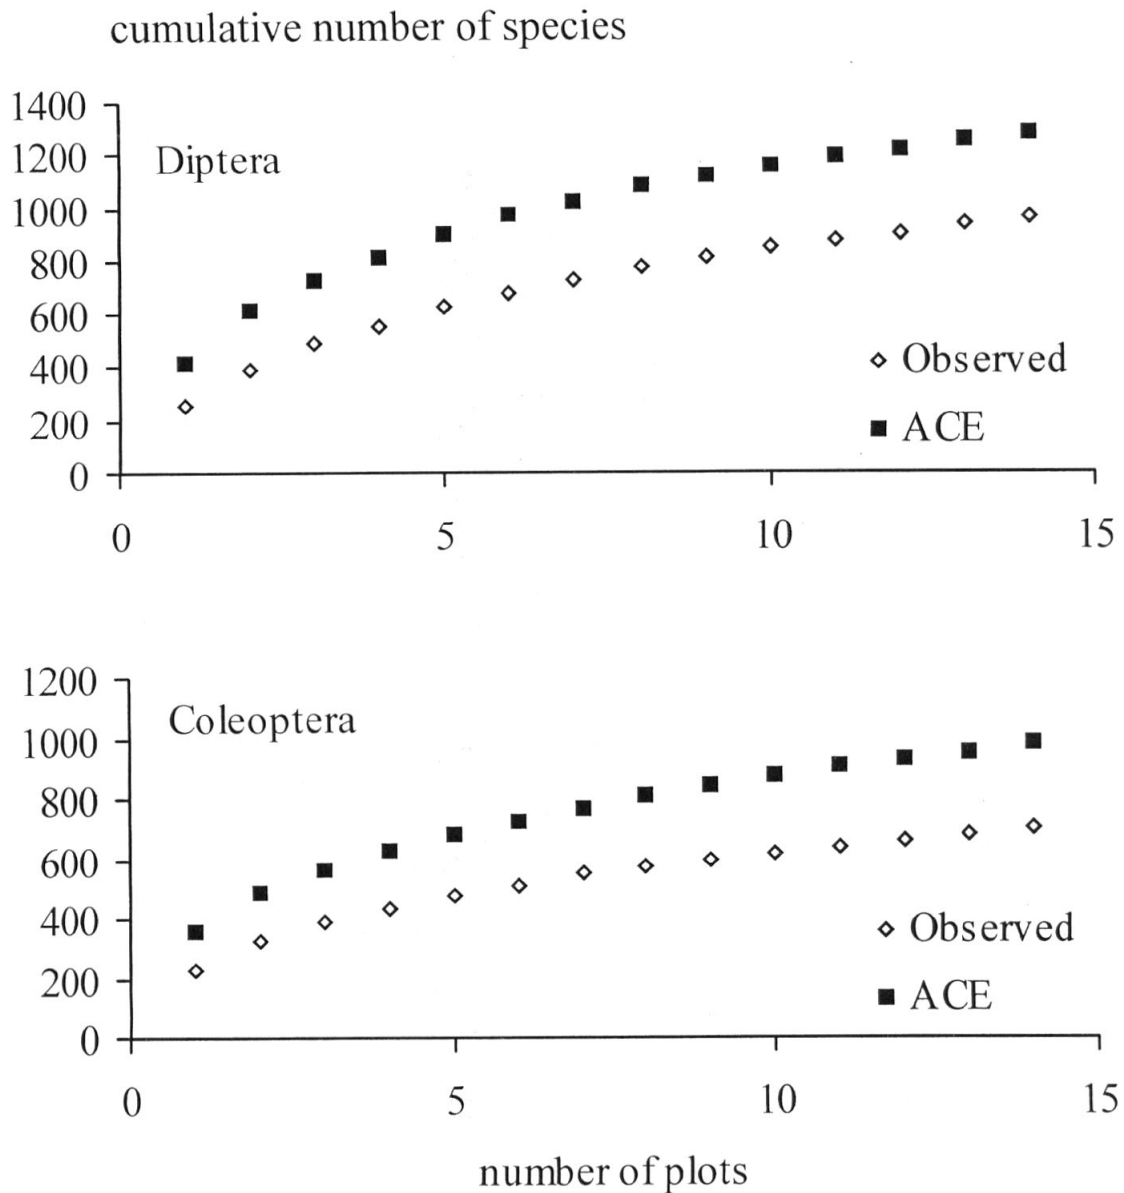 cumulative number of species
1400
1200
1000
800
600
400
200
0
Diptera
Observed
ACE
0 5 10 15
1200
1000
800
600
400
200
0
Coleoptera
Observed
ACE
0 5 10 15
number of plots